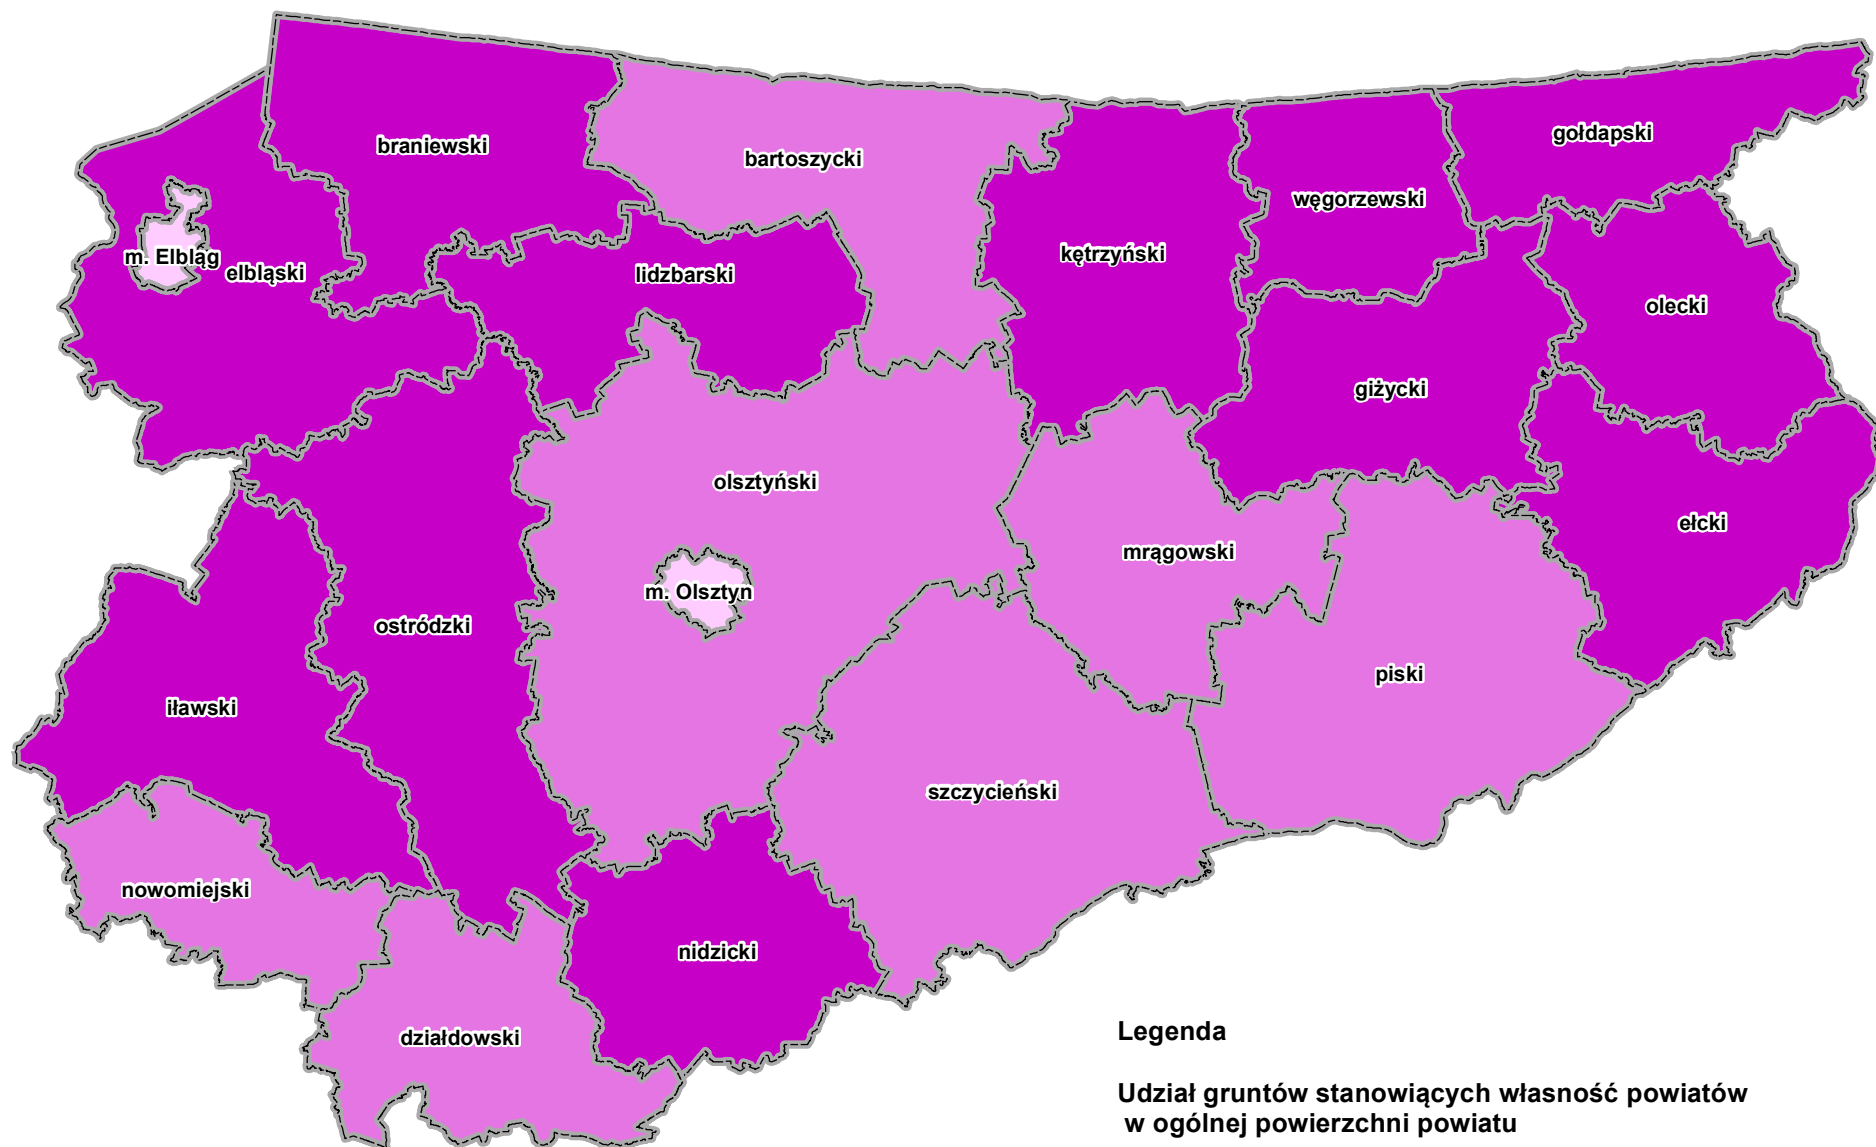 braniewski
bartoszycki
gołdapski
węgorzewski
m. Elbląg
elbląski
lidzbarski
kętrzyński
olecki
giżycki
olsztyński
ełcki
mrągowski
m. Olsztyn
ostródzki
piski
iławski
szczycieński
nowomiejski
nidzicki
działdowski
Legenda
Udział gruntów stanowiących własność powiatów
w ogólnej powierzchni powiatu